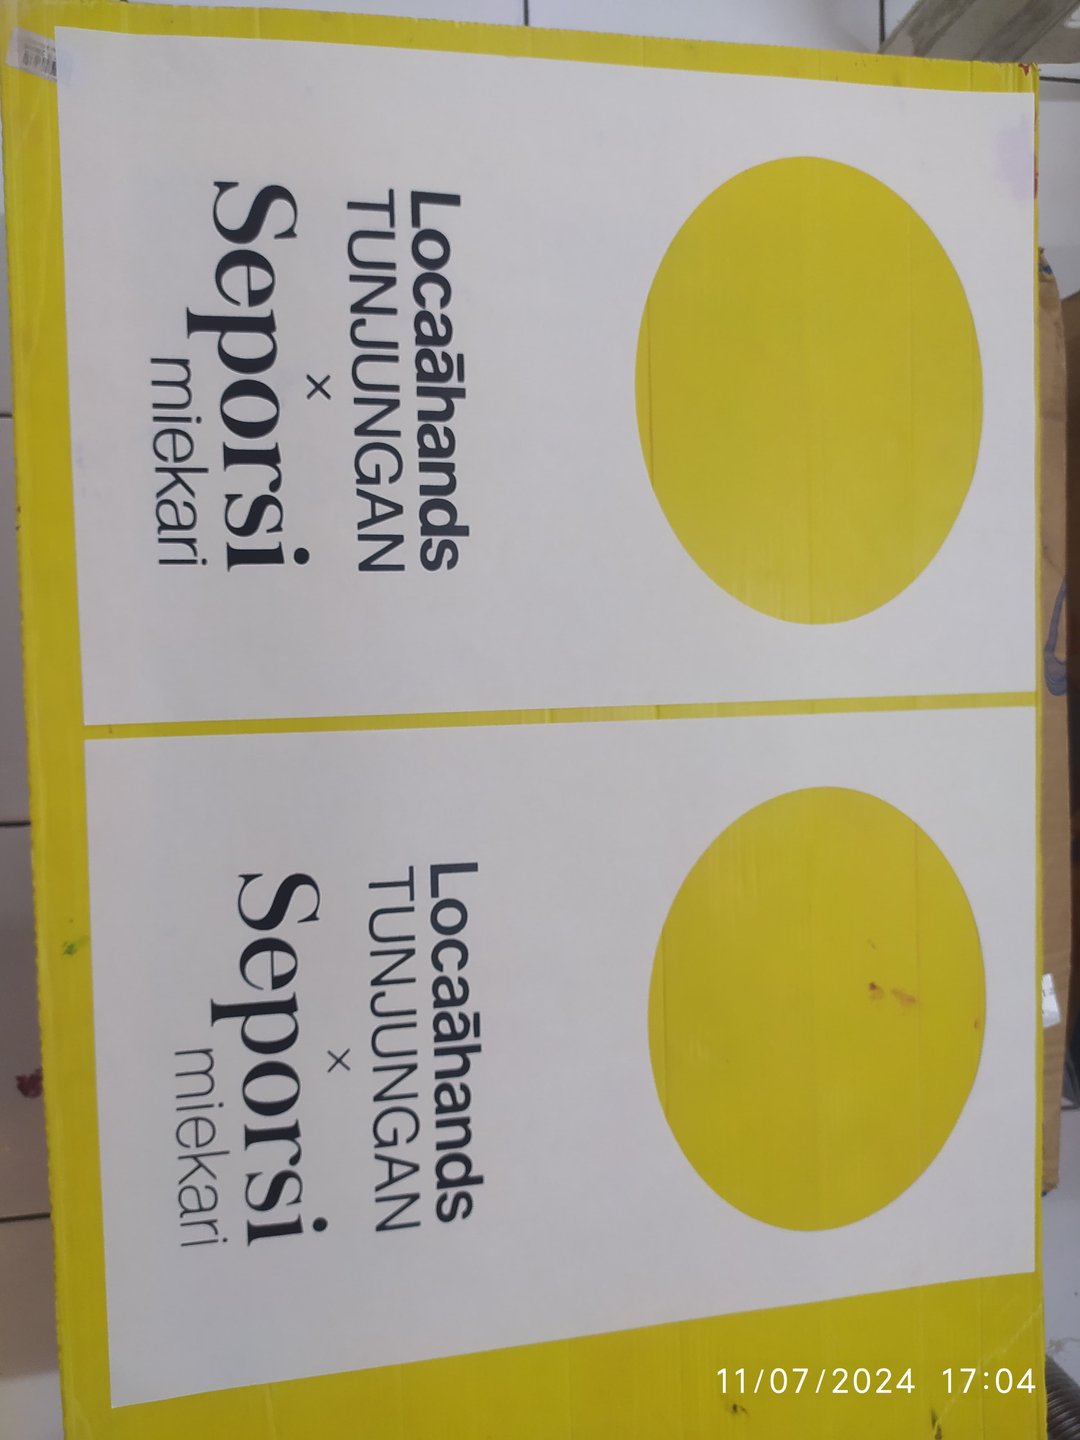 Locaāhands
TUNJUNGAN
×
Seporsi
miekari
Locaāhands
TUNJUNGAN
×
Seporsi
miekari
11/07/2024 17:04